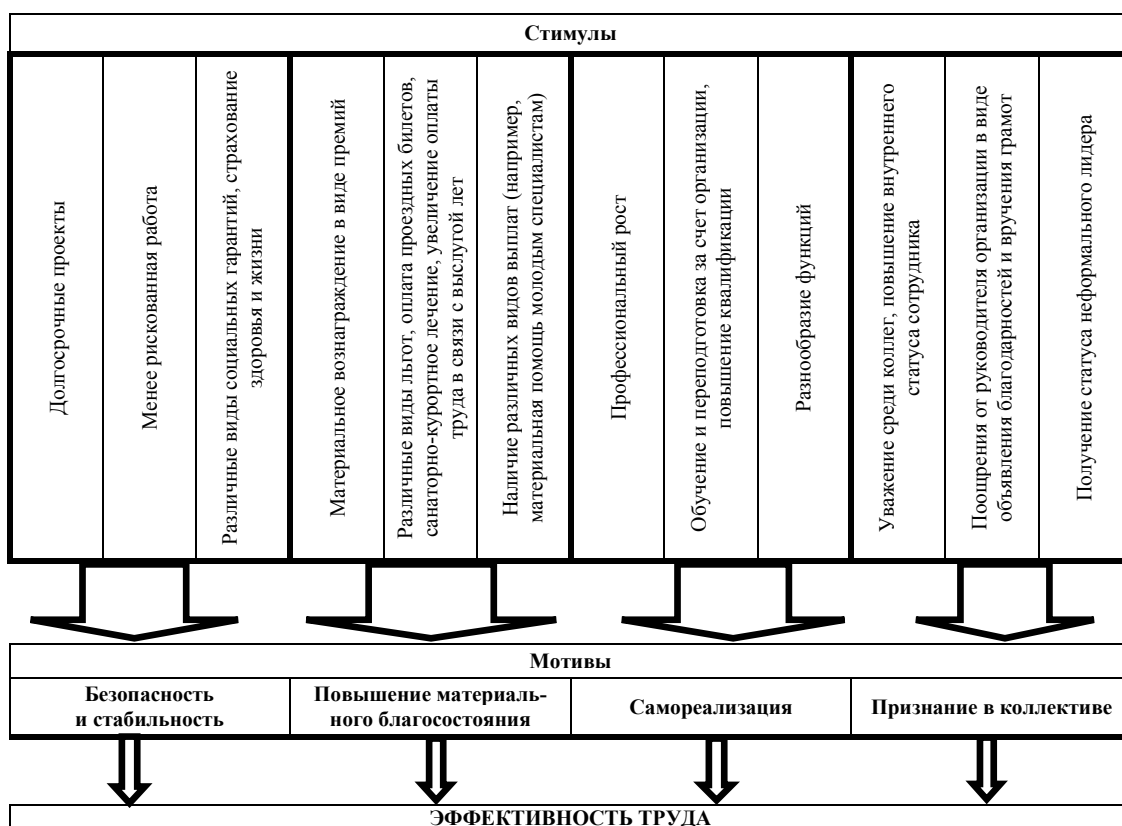 Стимулы
Долгосрочные проекты
Менее рискованная работа
Различные виды социальных гарантий, страхование
здоровья и жизни
Материальное вознаграждение в виде премий
Различные виды льгот, оплата проездных билетов,
санаторно-курортное лечение, увеличение оплаты
труда в связи с выслугой лет
Наличие различных видов выплат (например,
материальная помощь молодым специалистам)
Профессиональный рост
Обучение и переподготовка за счет организации,
повышение квалификации
Разнообразие функций
Уважение среди коллег, повышение внутреннего
статуса сотрудника
Поощрения от руководителя организации в виде
объявления благодарностей и вручения грамот
Получение статуса неформального лидера
Мотивы
Безопасность
и стабильность
Повышение материаль-
ного благосостояния
Самореализация
Признание в коллективе
ЭФФЕКТИВНОСТЬ ТРУДА